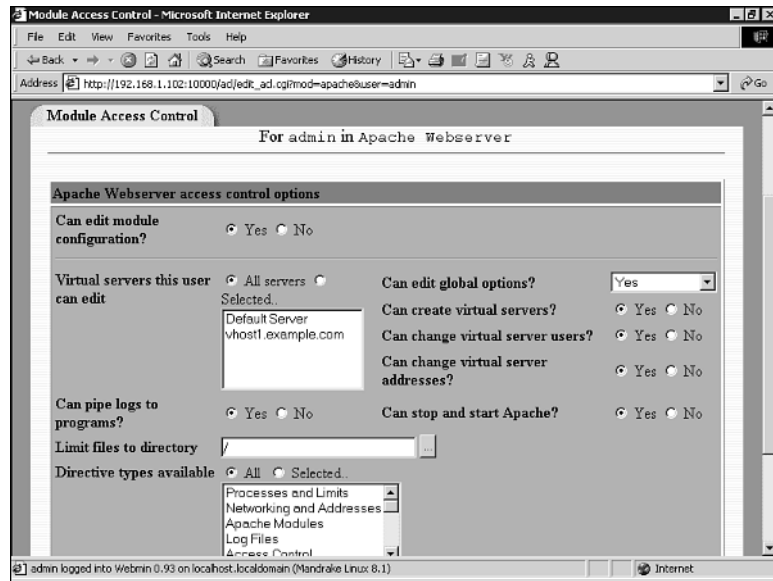 Module Access Control - Microsoft Internet Explorer
File Edit View Favorites Tools Help
Back Search Favorites History
Address http://192.168.1.102:10000/acl/edit_acl.cgi?mod=apache&user=admin Go
Module Access Control
For admin in Apache Webserver
Apache Webserver access control options
Can edit module
configuration?
Yes No
Virtual servers this user
can edit
All servers
Selected..
Default Server
vhost1.example.com
Can edit global options? Yes
Can create virtual servers? Yes No
Can change virtual server users? Yes No
Can change virtual server
addresses?
Yes No
Can pipe logs to
programs?
Yes No
Can stop and start Apache? Yes No
Limit files to directory / ...
Directive types available All Selected..
Processes and Limits
Networking and Addresses
Apache Modules
Log Files
Access Control
admin logged into Webmin 0.93 on localhost.localdomain (Mandrake Linux 8.1) Internet